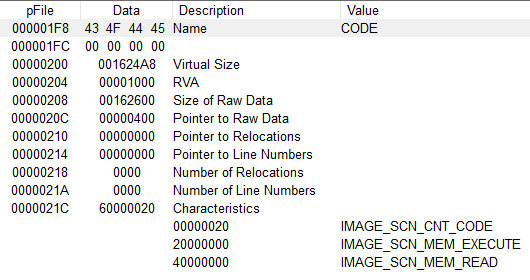 pFile Data Description Value
000001F8 43 4F 44 45 Name CODE
000001FC 00 00 00 00
00000200 001624A8 Virtual Size
00000204 00001000 RVA
00000208 00162600 Size of Raw Data
0000020C 00000400 Pointer to Raw Data
00000210 00000000 Pointer to Relocations
00000214 00000000 Pointer to Line Numbers
00000218 0000 Number of Relocations
0000021A 0000 Number of Line Numbers
0000021C 60000020 Characteristics
00000020 IMAGE_SCN_CNT_CODE
20000000 IMAGE_SCN_MEM_EXECUTE
40000000 IMAGE_SCN_MEM_READ